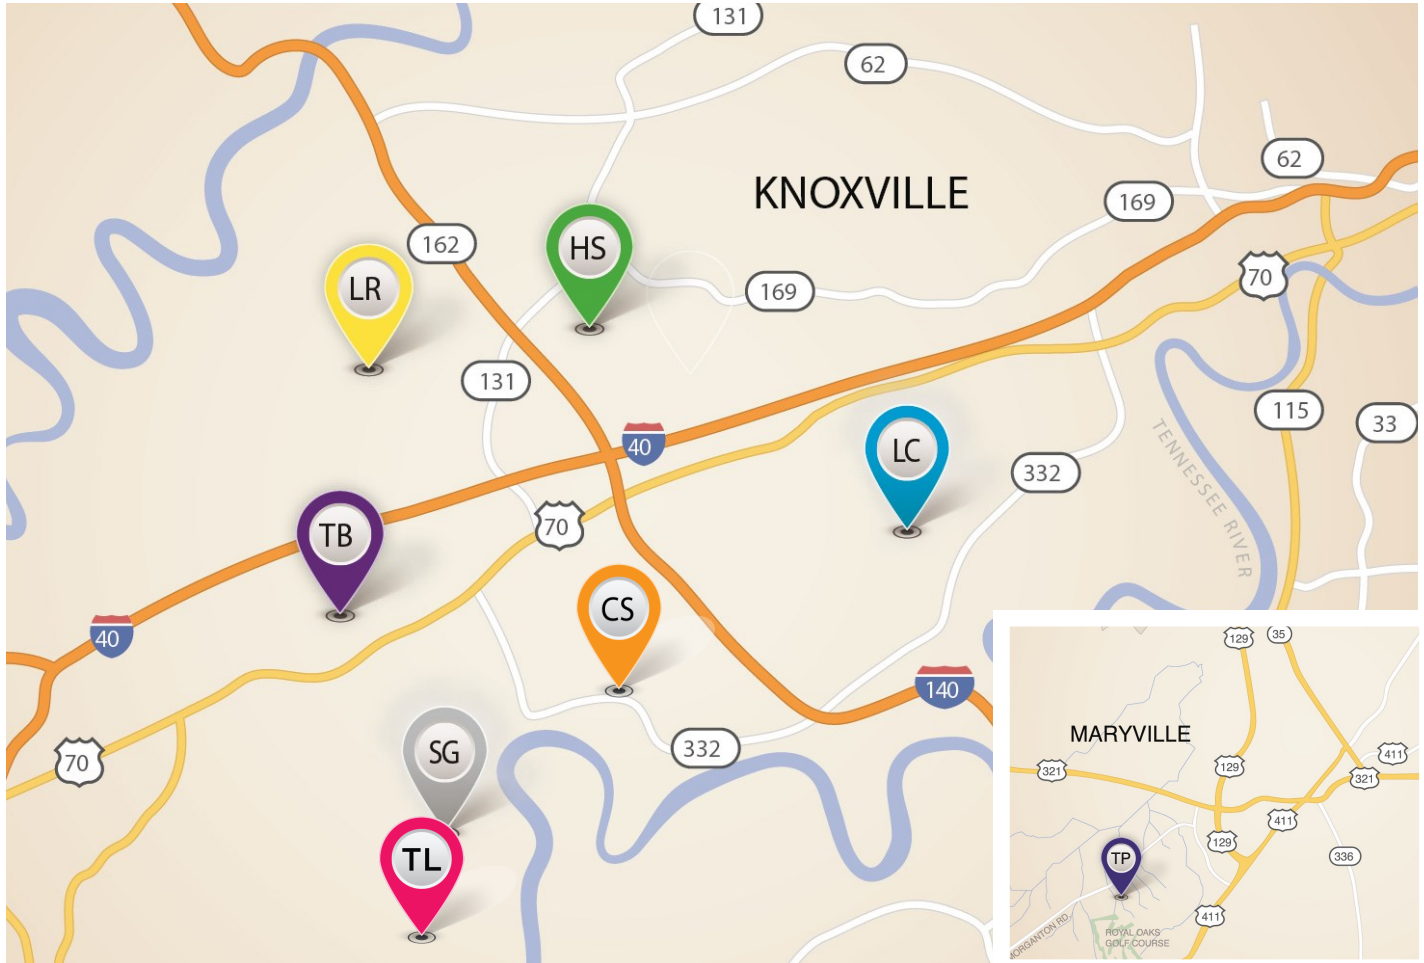 131
62
62
KNOXVILLE
169
162
HS
LR
70
169
131
115
33
40
LC
332
TENNESSEE RIVER
70
TB
CS
40
140
332
SG
70
TL
129
35
MARYVILLE
411
321
129
321
411
129
336
TP
411
MORGANTON RD.
ROYAL OAKS
GOLF COURSE